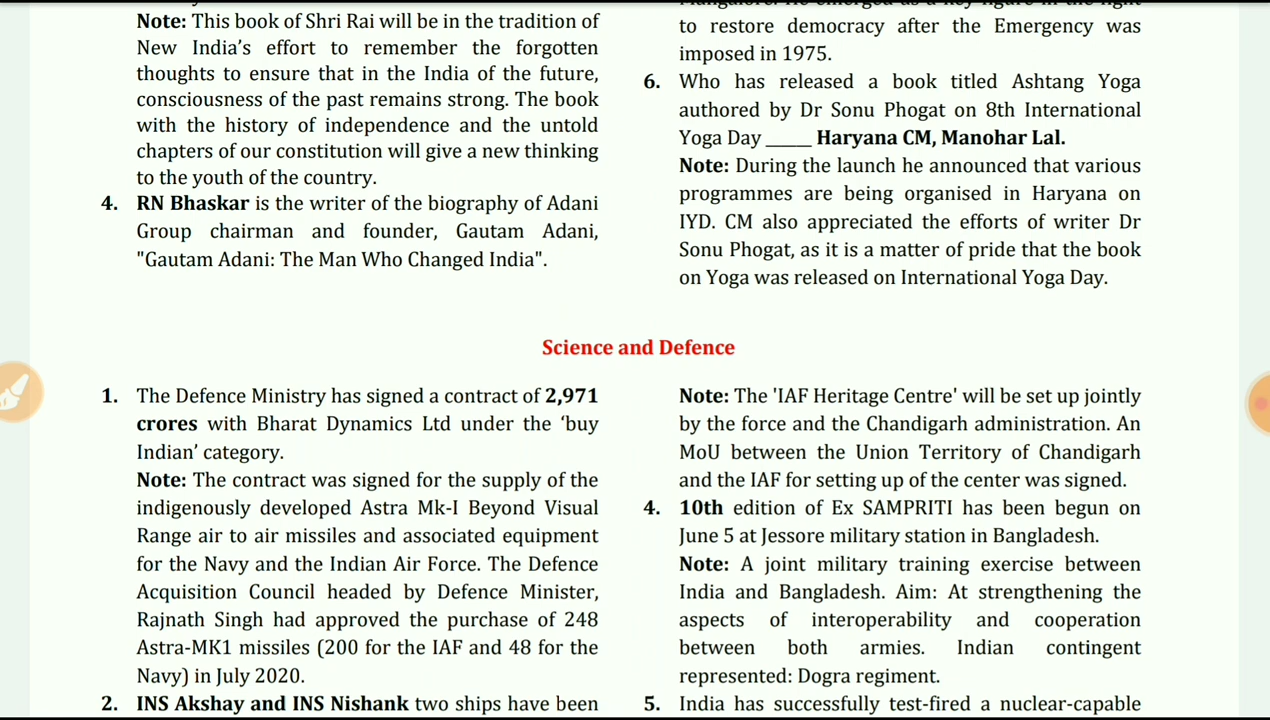 Note: This book of Shri Rai will be in the tradition of
New India’s effort to remember the forgotten
thoughts to ensure that in the India of the future,
consciousness of the past remains strong. The book
with the history of independence and the untold
chapters of our constitution will give a new thinking
to the youth of the country.
4. RN Bhaskar is the writer of the biography of Adani
Group chairman and founder, Gautam Adani,
"Gautam Adani: The Man Who Changed India".
to restore democracy after the Emergency was
imposed in 1975.
6. Who has released a book titled Ashtang Yoga
authored by Dr Sonu Phogat on 8th International
Yoga Day _____ Haryana CM, Manohar Lal.
Note: During the launch he announced that various
programmes are being organised in Haryana on
IYD. CM also appreciated the efforts of writer Dr
Sonu Phogat, as it is a matter of pride that the book
on Yoga was released on International Yoga Day.
Science and Defence
1. The Defence Ministry has signed a contract of 2,971
crores with Bharat Dynamics Ltd under the ‘buy
Indian’ category.
Note: The contract was signed for the supply of the
indigenously developed Astra Mk-I Beyond Visual
Range air to air missiles and associated equipment
for the Navy and the Indian Air Force. The Defence
Acquisition Council headed by Defence Minister,
Rajnath Singh had approved the purchase of 248
Astra-MK1 missiles (200 for the IAF and 48 for the
Navy) in July 2020.
2. INS Akshay and INS Nishank two ships have been
Note: The 'IAF Heritage Centre' will be set up jointly
by the force and the Chandigarh administration. An
MoU between the Union Territory of Chandigarh
and the IAF for setting up of the center was signed.
4. 10th edition of Ex SAMPRITI has been begun on
June 5 at Jessore military station in Bangladesh.
Note: A joint military training exercise between
India and Bangladesh. Aim: At strengthening the
aspects of interoperability and cooperation
between both armies. Indian contingent
represented: Dogra regiment.
5. India has successfully test-fired a nuclear-capable